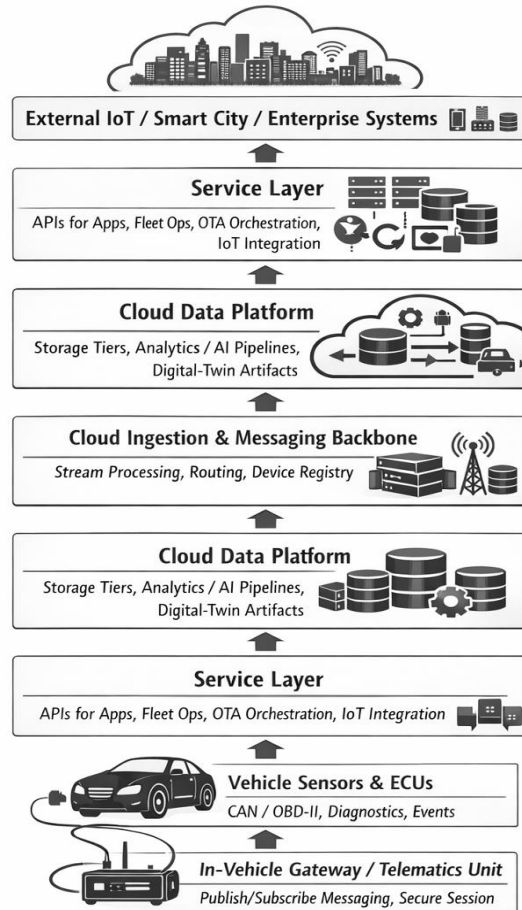 External IoT / Smart City / Enterprise Systems
Service Layer
APIs for Apps, Fleet Ops, OTA Orchestration,
IoT Integration
Cloud Data Platform
Storage Tiers, Analytics / AI Pipelines,
Digital-Twin Artifacts
Cloud Ingestion & Messaging Backbone
Stream Processing, Routing, Device Registry
Cloud Data Platform
Storage Tiers, Analytics / AI Pipelines,
Digital-Twin Artifacts
Service Layer
APIs for Apps, Fleet Ops, OTA Orchestration, IoT Integration
Vehicle Sensors & ECUs
CAN / OBD-II, Diagnostics, Events
In-Vehicle Gateway / Telematics Unit
Publish/Subscribe Messaging, Secure Session